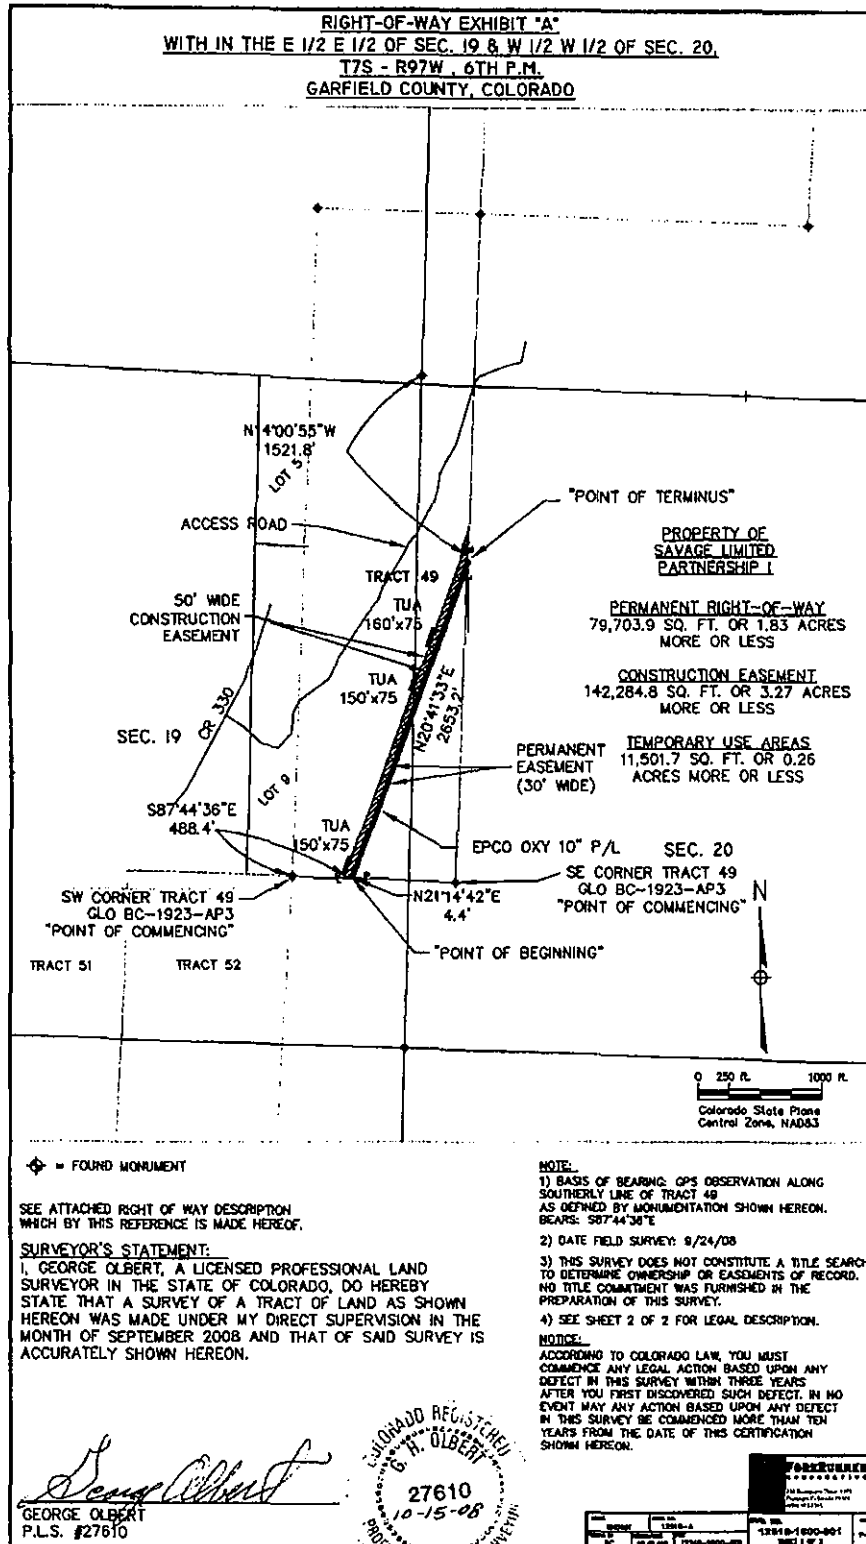 RIGHT-OF-WAY EXHIBIT "A"
WITH IN THE E 1/2 E 1/2 OF SEC. 19 & W 1/2 W 1/2 OF SEC. 20,
T7S - R97W , 6TH P.M.
GARFIELD COUNTY, COLORADO
N14°00'55"W
1521.8'
LOT 5
ACCESS ROAD
"POINT OF TERMINUS"
TRACT 49
TUA
160'x75
50' WIDE
CONSTRUCTION
EASEMENT
TUA
150'x75
N20°41'33"E
2653.2'
PROPERTY OF
SAVAGE LIMITED
PARTNERSHIP I
PERMANENT RIGHT-OF-WAY
79,703.9 SQ. FT. OR 1.83 ACRES
MORE OR LESS
CONSTRUCTION EASEMENT
142,284.8 SQ. FT. OR 3.27 ACRES
MORE OR LESS
TEMPORARY USE AREAS
11,501.7 SQ. FT. OR 0.26
ACRES MORE OR LESS
SEC. 19
CR 330
PERMANENT
EASEMENT
(30' WIDE)
LOT 9
S87°44'36"E
488.4'
TUA
150'x75
EPCO OXY 10" P/L
SEC. 20
SW CORNER TRACT 49
GLO BC-1923-AP3
"POINT OF COMMENCING"
N21°14'42"E
4.4'
SE CORNER TRACT 49
GLO BC-1923-AP3
"POINT OF COMMENCING"
N
"POINT OF BEGINNING"
TRACT 51
TRACT 52
0 250 ft. 1000 ft.
Colorado State Plane
Central Zone, NAD83
= FOUND MONUMENT
SEE ATTACHED RIGHT OF WAY DESCRIPTION
WHICH BY THIS REFERENCE IS MADE HEREOF.
SURVEYOR'S STATEMENT:
I, GEORGE OLBERT, A LICENSED PROFESSIONAL LAND
SURVEYOR IN THE STATE OF COLORADO, DO HEREBY
STATE THAT A SURVEY OF A TRACT OF LAND AS SHOWN
HEREON WAS MADE UNDER MY DIRECT SUPERVISION IN THE
MONTH OF SEPTEMBER 2008 AND THAT OF SAID SURVEY IS
ACCURATELY SHOWN HEREON.
NOTE:
1) BASIS OF BEARING: GPS OBSERVATION ALONG
SOUTHERLY LINE OF TRACT 49
AS DEFINED BY MONUMENTATION SHOWN HEREON.
BEARS: S87°44'36"E
2) DATE FIELD SURVEY: 9/24/08
3) THIS SURVEY DOES NOT CONSTITUTE A TITLE SEARCH
TO DETERMINE OWNERSHIP OR EASEMENTS OF RECORD.
NO TITLE COMMITMENT WAS FURNISHED IN THE
PREPARATION OF THIS SURVEY.
4) SEE SHEET 2 OF 2 FOR LEGAL DESCRIPTION.
NOTICE:
ACCORDING TO COLORADO LAW, YOU MUST
COMMENCE ANY LEGAL ACTION BASED UPON ANY
DEFECT IN THIS SURVEY WITHIN THREE YEARS
AFTER YOU FIRST DISCOVERED SUCH DEFECT. IN NO
EVENT MAY ANY ACTION BASED UPON ANY DEFECT
IN THIS SURVEY BE COMMENCED MORE THAN TEN
YEARS FROM THE DATE OF THIS CERTIFICATION
SHOWN HEREON.
George Olbert
GEORGE OLBERT
P.L.S. #27610
COLORADO REGISTERED
G. H. OLBERT
27610
10-15-08
FORERUNNER
CORPORATION